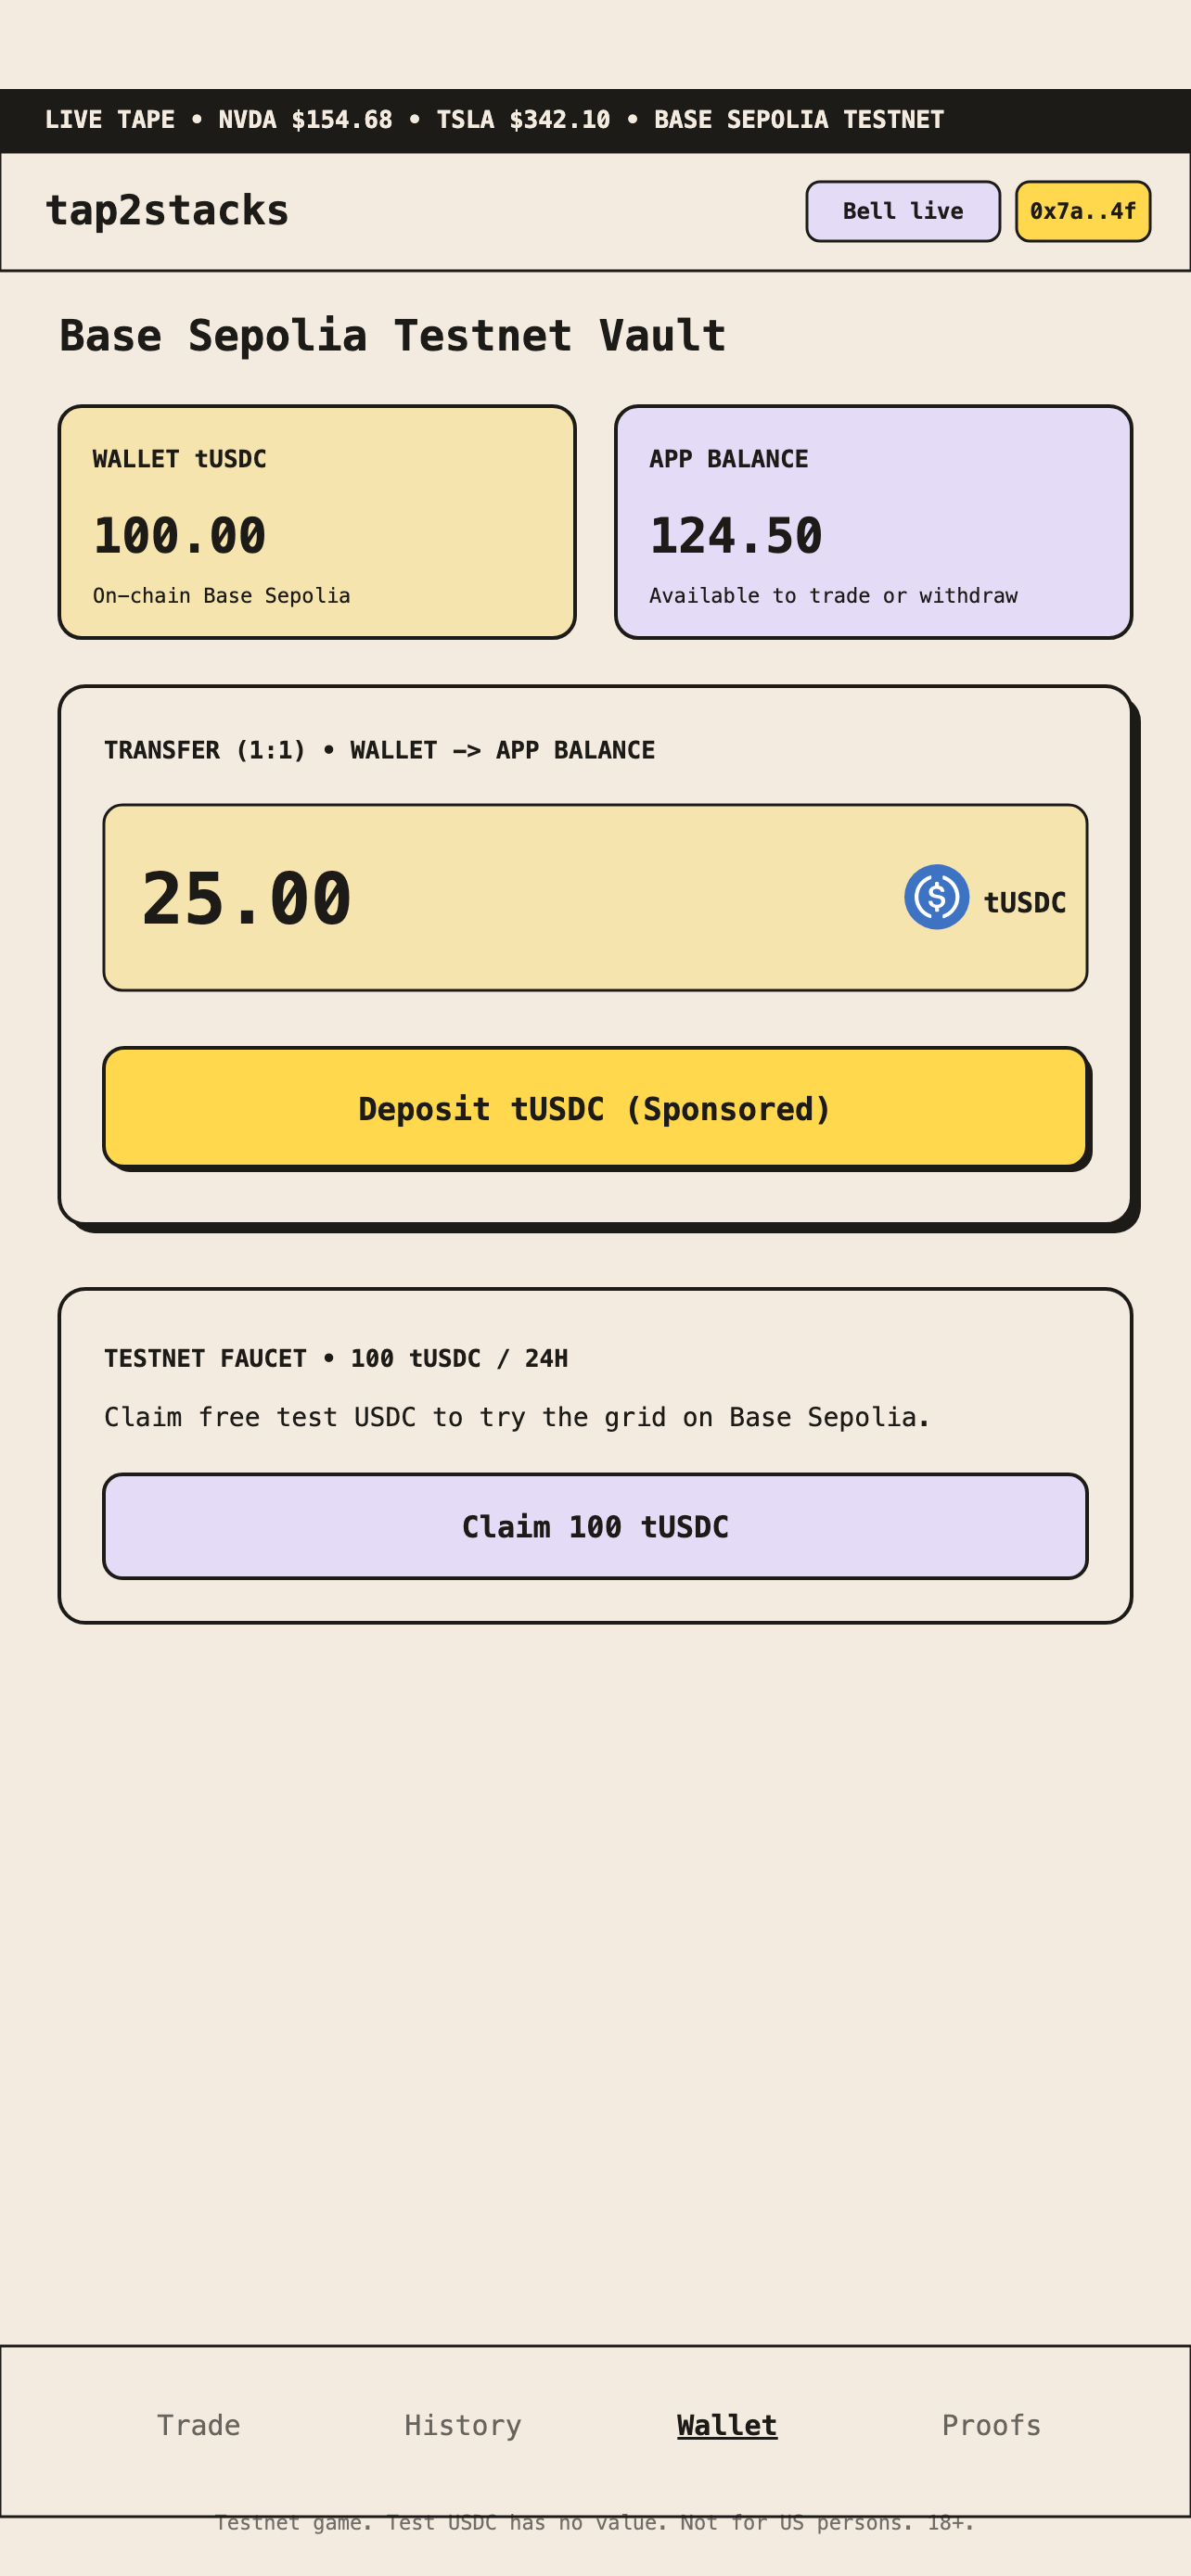 LIVE TAPE • NVDA $154.68 • TSLA $342.10 • BASE SEPOLIA TESTNET
tap2stacks
Bell live
0x7a..4f
Base Sepolia Testnet Vault
WALLET tUSDC
100.00
On-chain Base Sepolia
APP BALANCE
124.50
Available to trade or withdraw
TRANSFER (1:1) • WALLET -> APP BALANCE
25.00
$ tUSDC
Deposit tUSDC (Sponsored)
TESTNET FAUCET • 100 tUSDC / 24H
Claim free test USDC to try the grid on Base Sepolia.
Claim 100 tUSDC
Trade History Wallet Proofs
Testnet game. Test USDC has no value. Not for US persons. 18+.